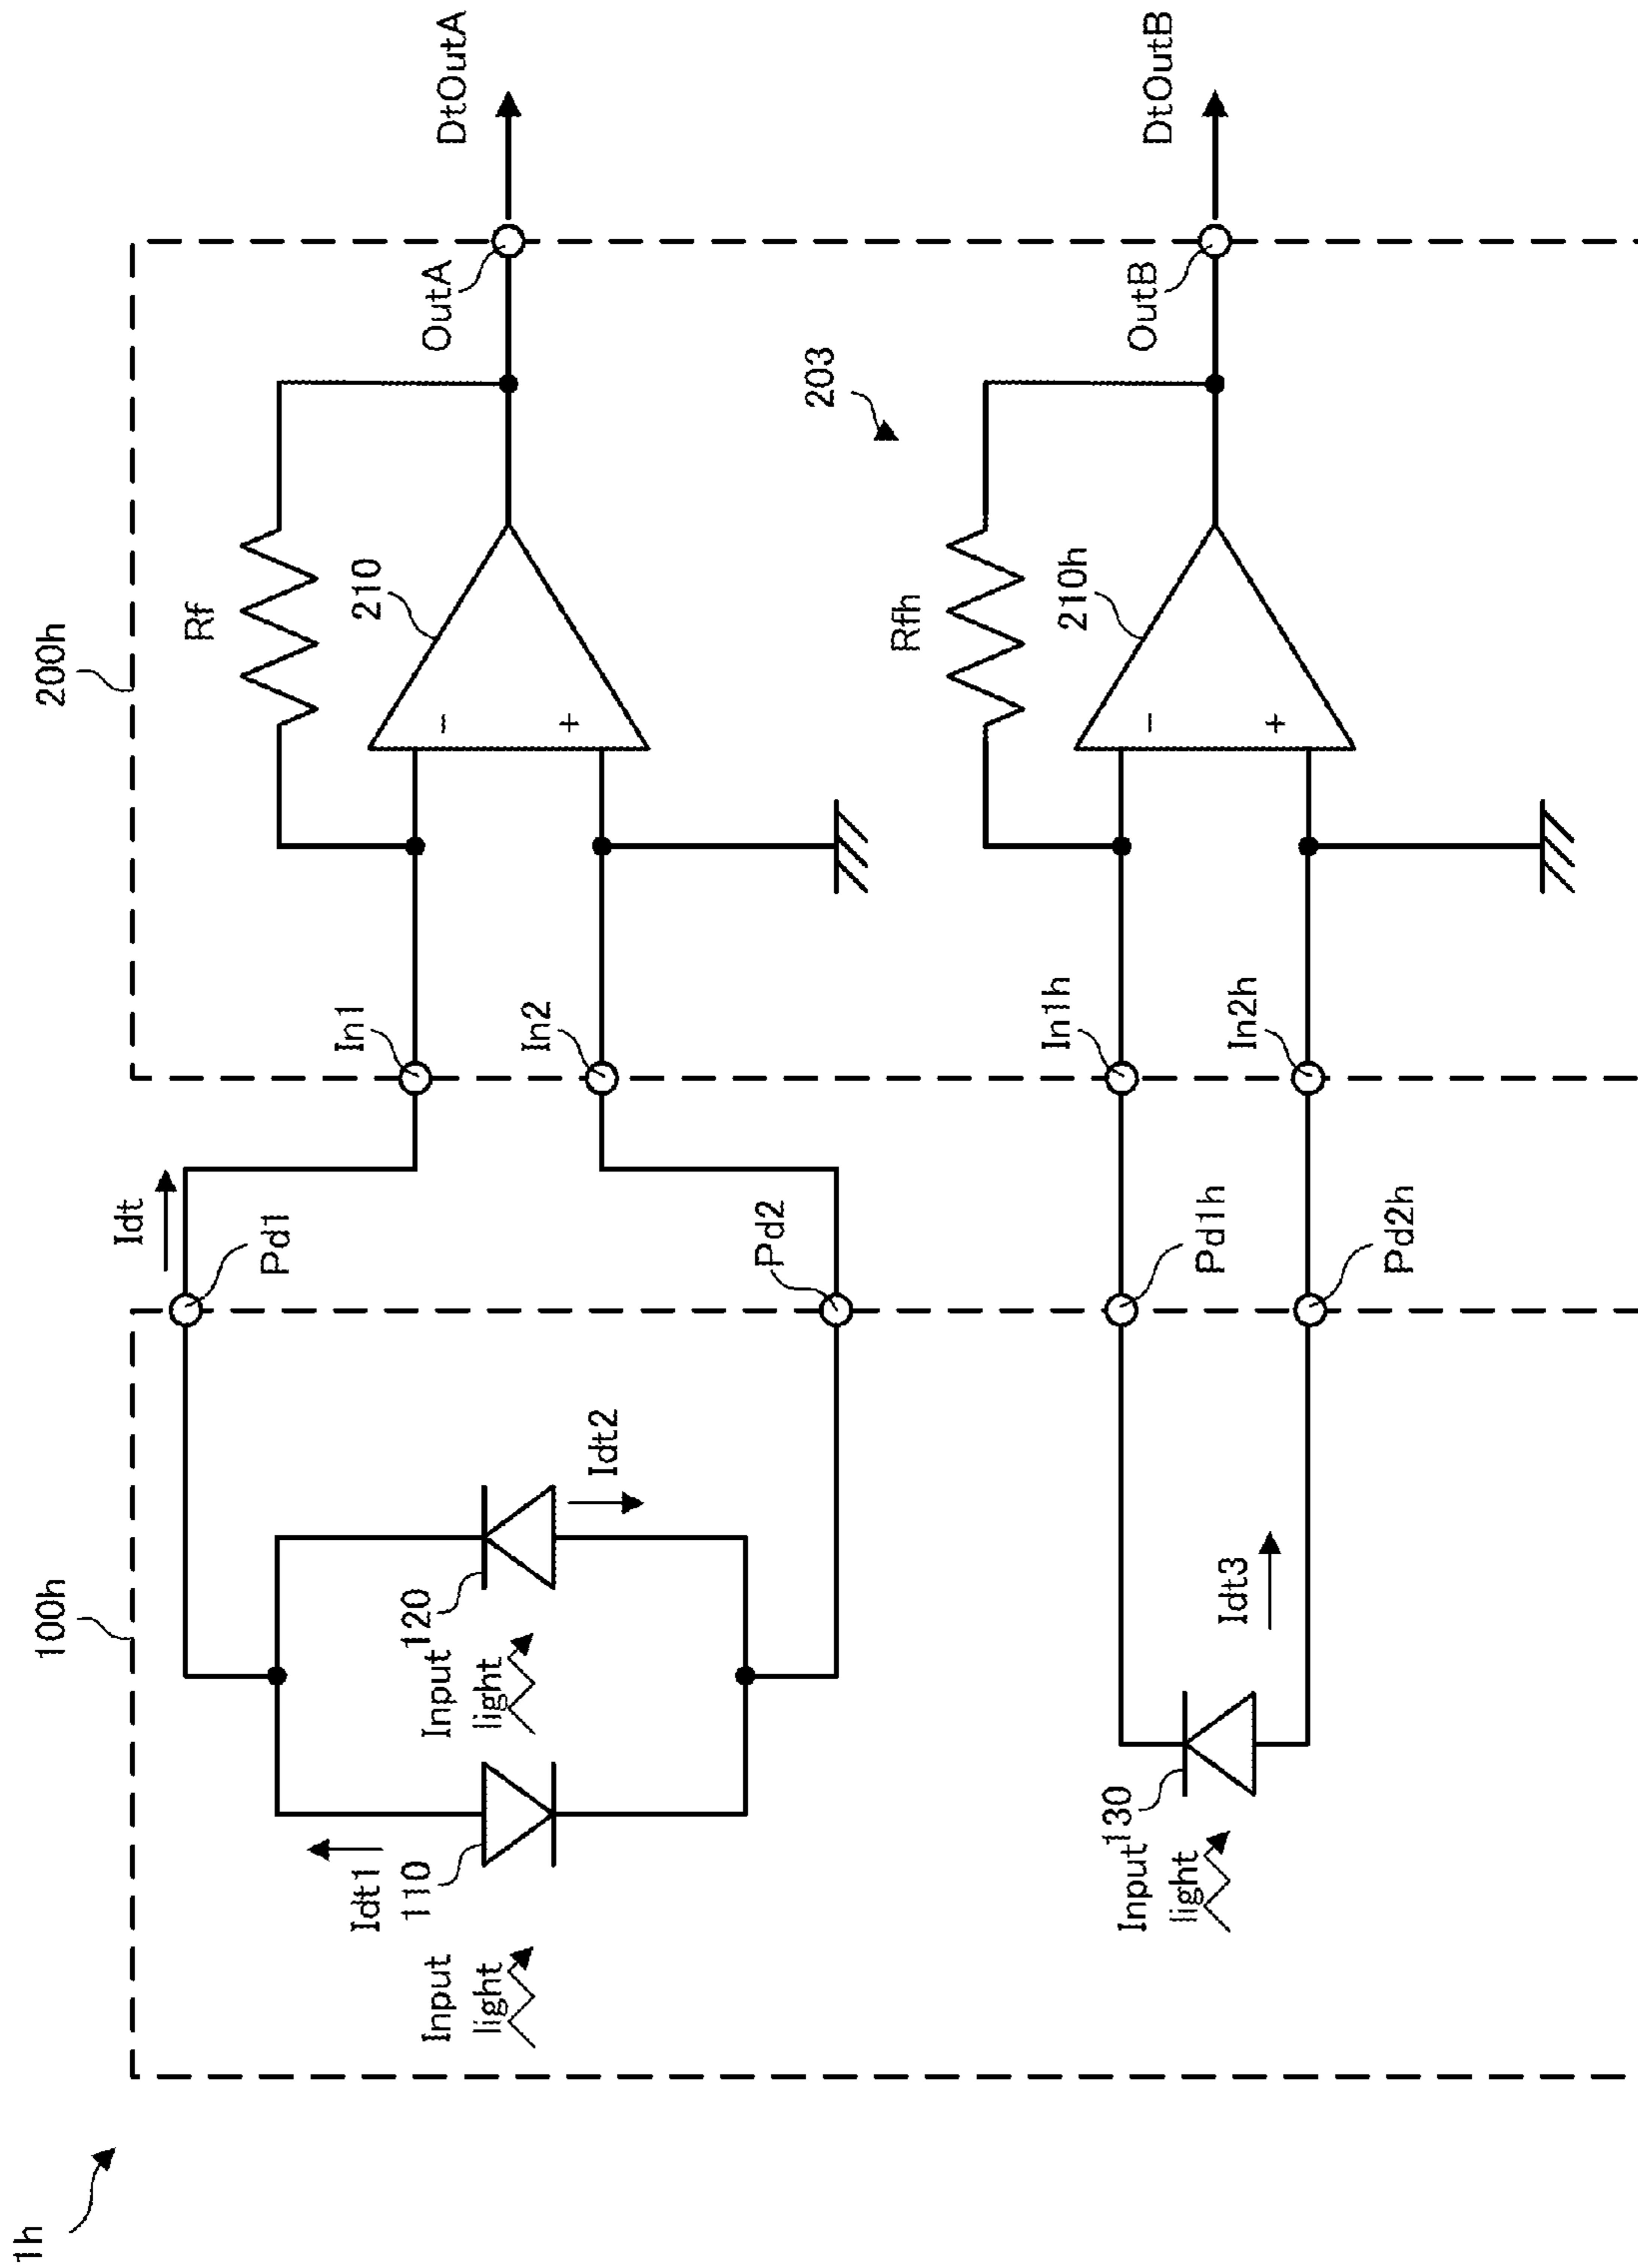 1h
100h
200h
Idt
Pd1
In1
Rf
210
−
+
OutA
DtOutA
Idt1
110
Input
light
Input
light
120
Idt2
Pd2
In2
203
Input
light
130
Idt3
Pd1h
Pd2h
In1h
In2h
Rfh
210h
−
+
OutB
DtOutB